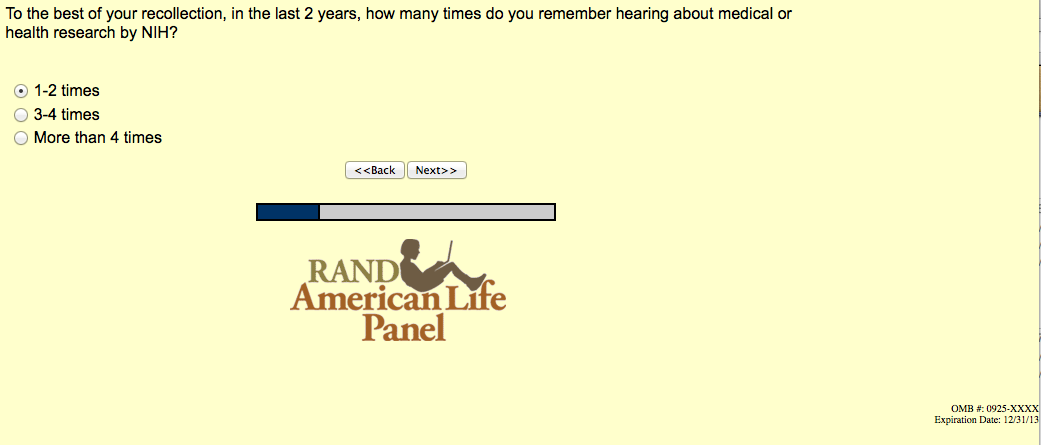 To the best of your recollection, in the last 2 years, how many times do you remember hearing about medical or
health research by NIH?
1-2 times
3-4 times
More than 4 times
<<Back Next>>
RAND
American Life
Panel
OMB #: 0925-XXXX
Expiration Date: 12/31/13